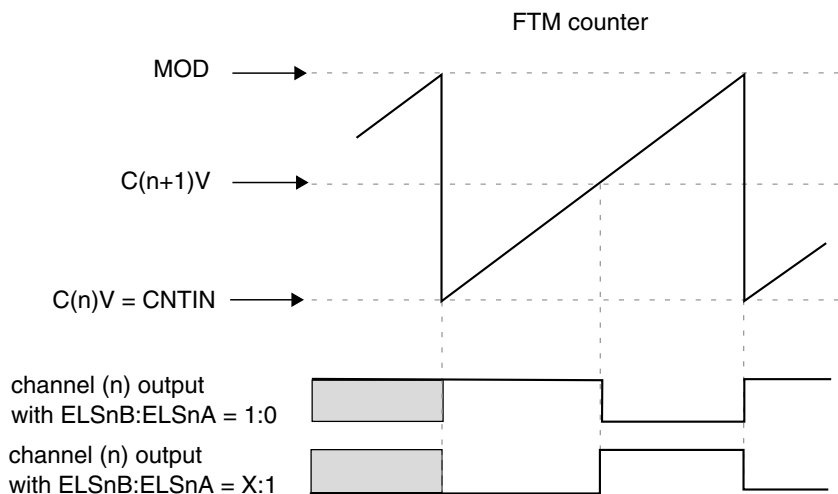 FTM counter
MOD
C(n+1)V
C(n)V = CNTIN
channel (n) output
with ELSnB:ELSnA = 1:0
channel (n) output
with ELSnB:ELSnA = X:1